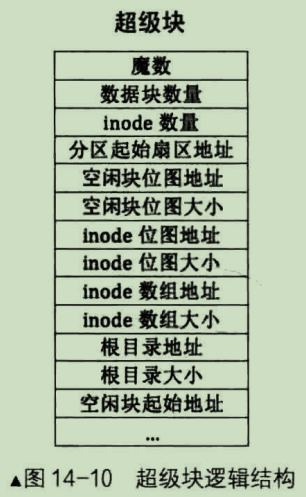 超级块
魔数
数据块数量
inode 数量
分区起始扇区地址
空闲块位图地址
空闲块位图大小
inode 位图地址
inode 位图大小
inode 数组地址
inode 数组大小
根目录地址
根目录大小
空闲块起始地址
...
▲图 14-10 超级块逻辑结构